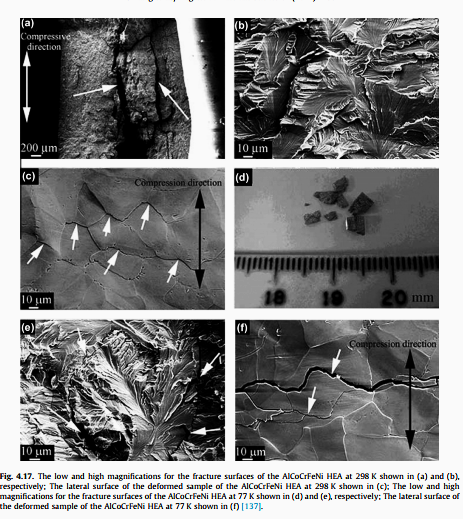 (a)
Compressive
direction
200 μm
(b)
10 μm
(c)
Compression direction
10 μm
(d)
18 19 20 mm
(e)
10 μm
(f)
Compression direction
10 μm
Fig. 4.17. The low and high magnifications for the fracture surfaces of the AlCoCrFeNi HEA at 298 K shown in (a) and (b),
respectively; The lateral surface of the deformed sample of the AlCoCrFeNi HEA at 298 K shown in (c); The low and high
magnifications for the fracture surfaces of the AlCoCrFeNi HEA at 77 K shown in (d) and (e), respectively; The lateral surface of
the deformed sample of the AlCoCrFeNi HEA at 77 K shown in (f) [137].